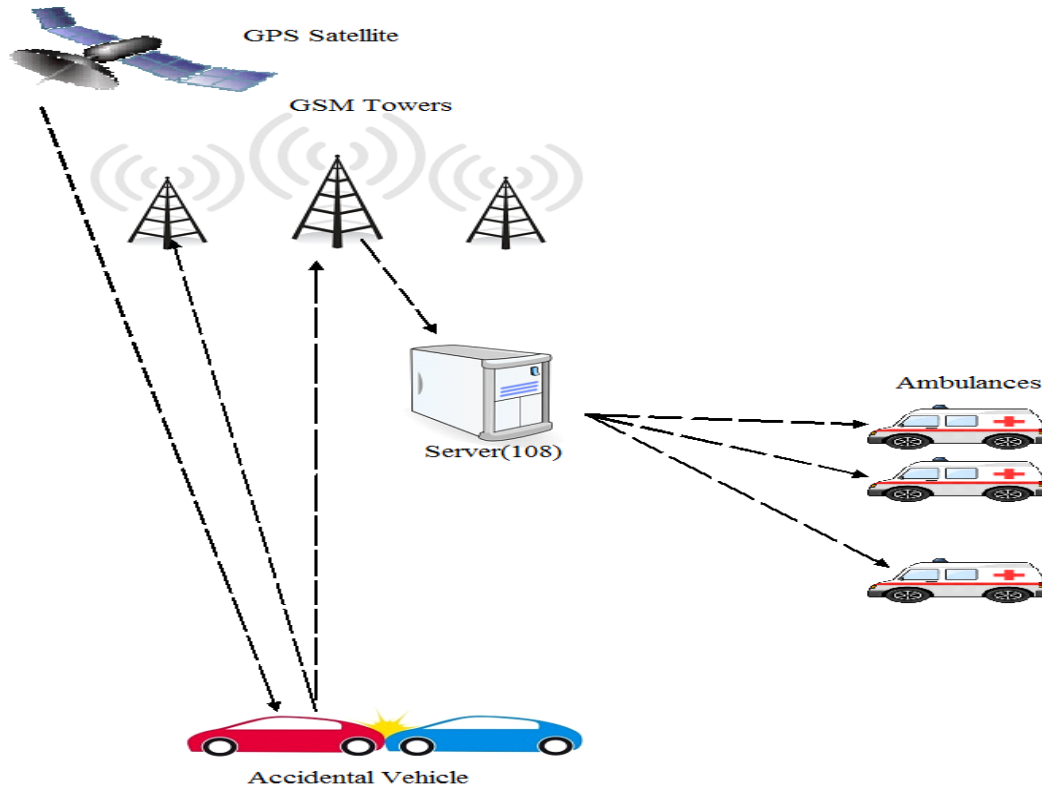 GPS Satellite
GSM Towers
Ambulances
Server(108)
Accidental Vehicle